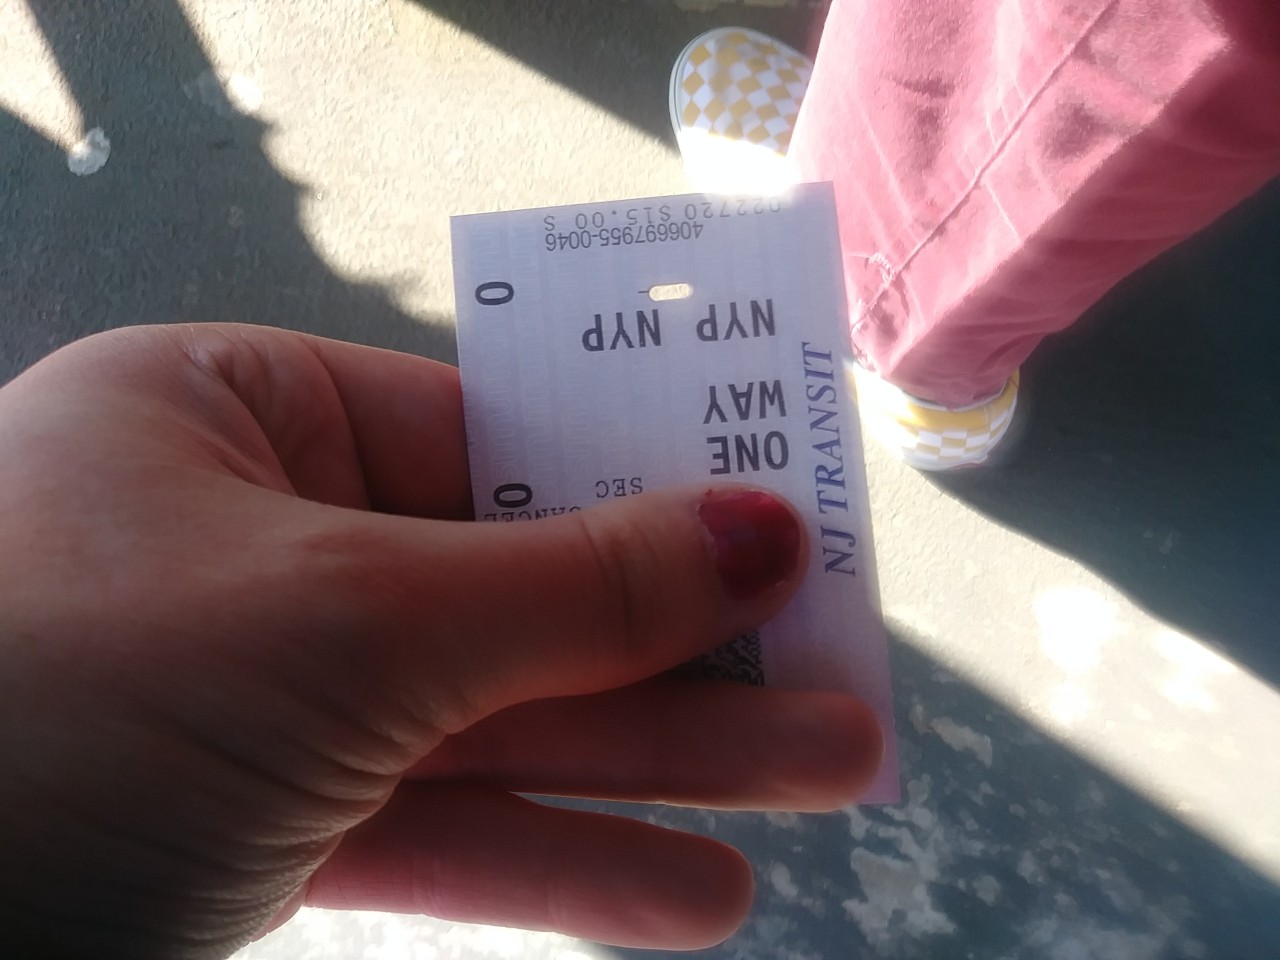 NJ TRANSIT
ONE
WAY
NYP NYP
SEC
0
0
406697955-0046
022720 $15.00 S